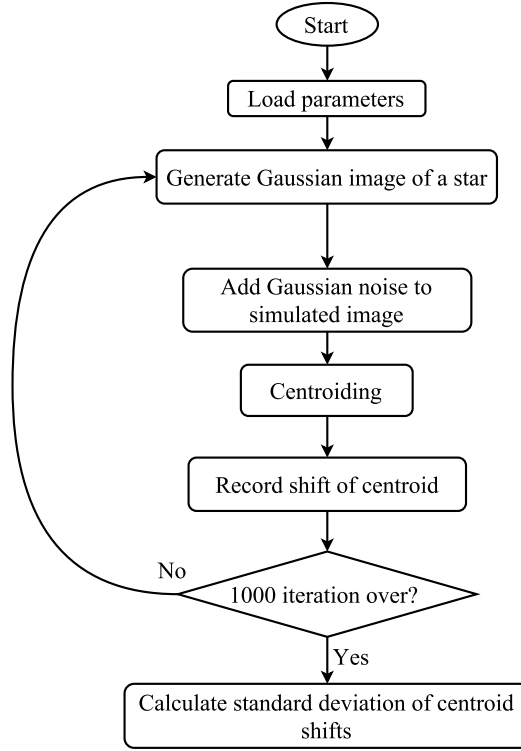 Start
Load parameters
Generate Gaussian image of a star
Add Gaussian noise to
simulated image
Centroiding
Record shift of centroid
No
1000 iteration over?
Yes
Calculate standard deviation of centroid
shifts